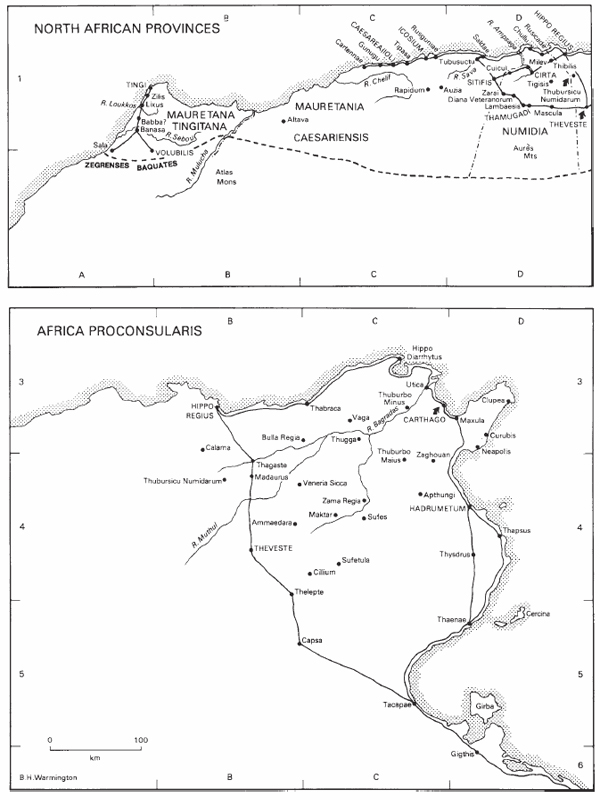 B
C
D
NORTH AFRICAN PROVINCES
1
TINGI
Zilis
Lixus
R. Loukkos
Babba?
Banasa
R. Sebou
Sala
VOLUBILIS
ZEGRENSES
BAQUATES
MAURETANA
TINGITANA
R. Mulucha
Atlas
Mons
Altava
MAURETANIA
CAESARIENSIS
Cartennae
Gunugu
CAESAREA/IOL
Tipasa
ICOSIUM
Rungunae
R. Chelif
Rapidum
Auzia
Tubusuctu
Saldae
R. Sava
SITIFIS
R. Ampsaga
Cuicul
Chullu
Rusicade
HIPPO REGIUS
Milev
CIRTA
Tigisis
Thibilis
Thubursicu
Numidarum
Zarai
Diana Veteranorum
Lambaesis
THAMUGADI
Mascula
THEVESTE
NUMIDIA
Aurès
Mts
1
A
B
C
D
AFRICA PROCONSULARIS
B
C
D
3
3
Hippo
Diarrhytus
Utica
HIPPO
REGIUS
Thabraca
Thuburbo
Minus
Clupea
Vaga
R. Bagradas
CARTHAGO
Maxula
Bulla Regia
Thugga
Curubis
Calama
Neapolis
Thuburbo
Maius
Zaghouan
Thagaste
Thubursicu Numidarum
Madaurus
Veneria Sicca
Zama Regia
Apthungi
HADRUMETUM
Maktar
Sufes
4
4
Ammaedara
R. Muthul
Thapsus
THEVESTE
Thysdrus
Sufetula
Cillium
Thelepte
Cercina
Thaenae
Capsa
5
5
Tacapae
Girba
0
100
km
Gigthis
6
B.H.Warmington
B
C
D